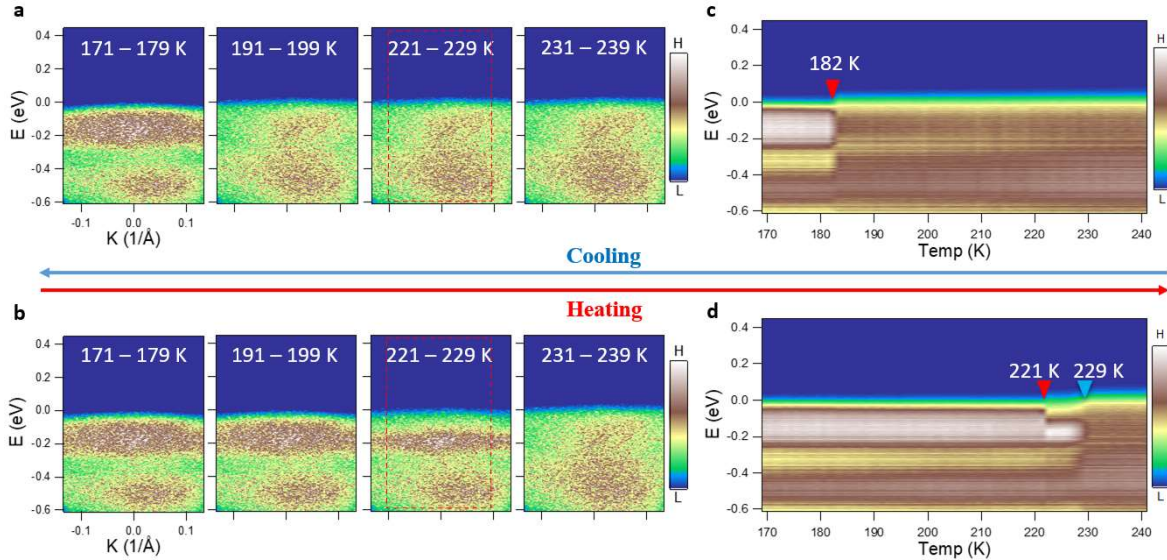 a
171 – 179 K
191 – 199 K
221 – 229 K
231 – 239 K
H
L
0.4
0.2
0.0
-0.2
-0.4
-0.6
E (eV)
-0.1
0.0
0.1
K (1/Å)
c
182 K
H
L
0.4
0.2
0.0
-0.2
-0.4
-0.6
E (eV)
170
180
190
200
210
220
230
240
Temp (K)
Cooling
Heating
b
171 – 179 K
191 – 199 K
221 – 229 K
231 – 239 K
H
L
0.4
0.2
0.0
-0.2
-0.4
-0.6
E (eV)
-0.1
0.0
0.1
K (1/Å)
d
221 K
229 K
H
L
0.4
0.2
0.0
-0.2
-0.4
-0.6
E (eV)
170
180
190
200
210
220
230
240
Temp (K)